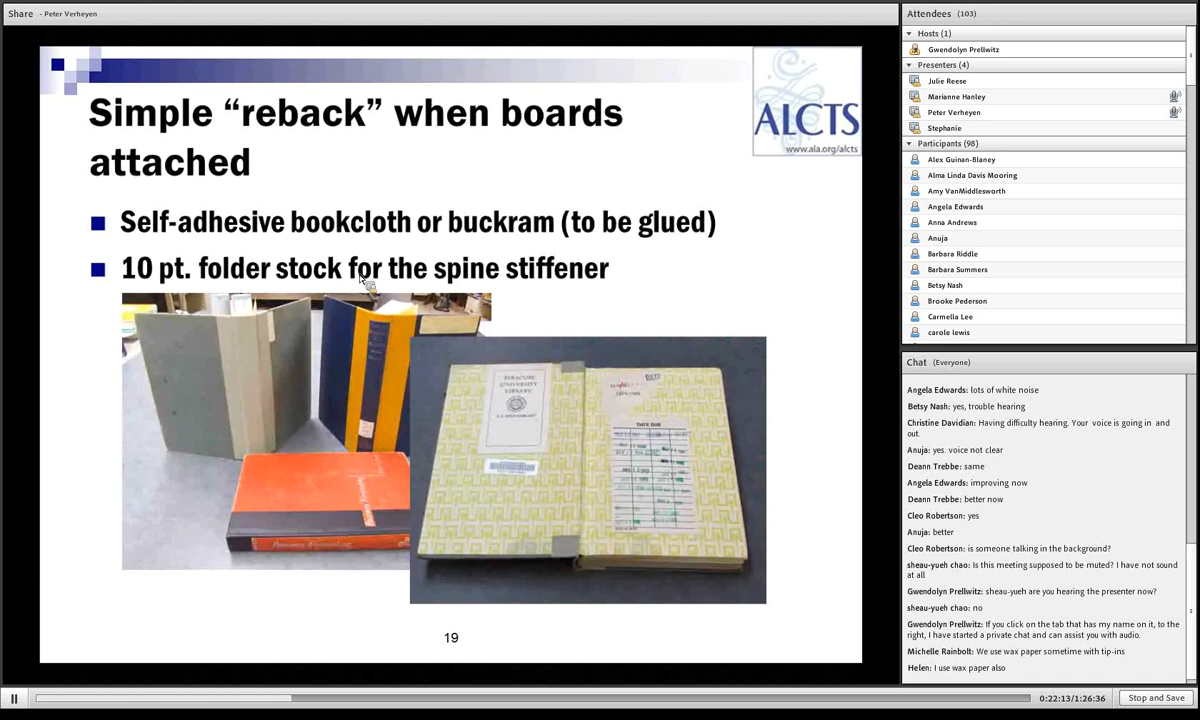 Share - Peter Verheyen
Simple “reback” when boards
attached
ALCTS
www.ala.org/alcts
Self-adhesive bookcloth or buckram (to be glued)
10 pt. folder stock for the spine stiffener
SYRACUSE
UNIVERSITY
LIBRARY
DATE
DATE DUE
19
Attendees (103)
Hosts (1)
Gwendolyn Prellwitz
Presenters (4)
Julie Reese
Marianne Hanley
Peter Verheyen
Stephanie
Participants (98)
Alex Guinan-Blaney
Alma Linda Davis Mooring
Amy VanMiddlesworth
Angela Edwards
Anna Andrews
Anuja
Barbara Riddle
Barbara Summers
Betsy Nash
Brooke Pederson
Carmella Lee
carole lewis
Chat (Everyone)
Angela Edwards: lots of white noise
Betsy Nash: yes, trouble hearing
Christine Davidian: Having difficulty hearing. Your voice is going in and
out.
Anuja: yes. voice not clear
Deann Trebbe: same
Angela Edwards: improving now
Deann Trebbe: better now
Cleo Robertson: yes
Anuja: better
Cleo Robertson: is someone talking in the background?
sheau-yueh chao: Is this meeting supposed to be muted? I have not sound
at all
Gwendolyn Prellwitz: sheau-yueh are you hearing the presenter now?
sheau-yueh chao: no
Gwendolyn Prellwitz: If you click on the tab that has my name on it, to the
right, I have started a private chat and can assist you with audio.
Michelle Rainbolt: We use wax paper sometime with tip-ins
Helen: I use wax paper also
0:22:13/1:26:36
Stop and Save